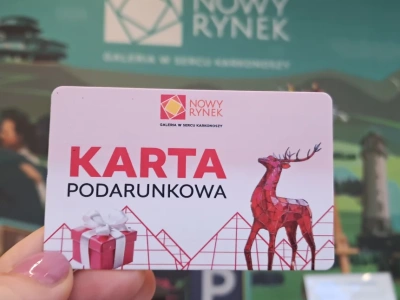 NOWY
RYNEK
GALERIA W SERCU KARKONOSZY
NOWY
RYNEK
GALERIA W SERCU KARKONOSZY
KARTA
PODARUNKOWA
P